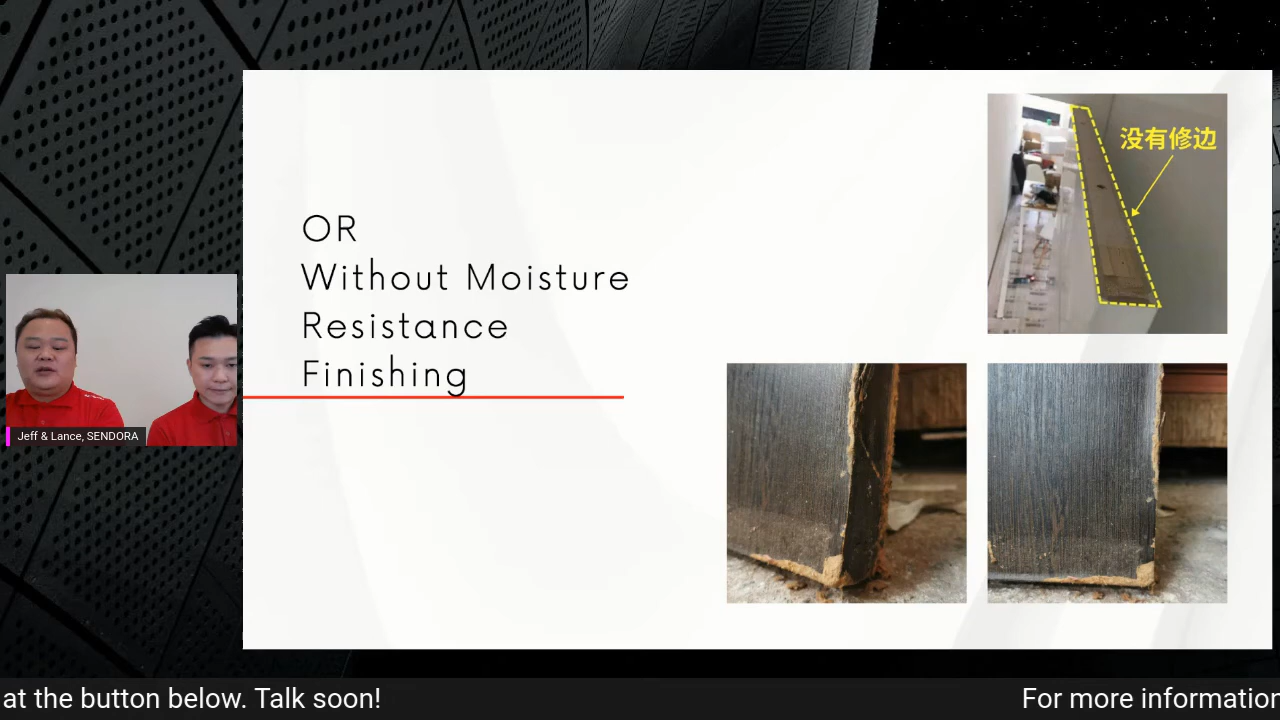 没有修边
OR
Without Moisture
Resistance
Finishing
Jeff & Lance, SENDORA
at the button below. Talk soon!
For more information